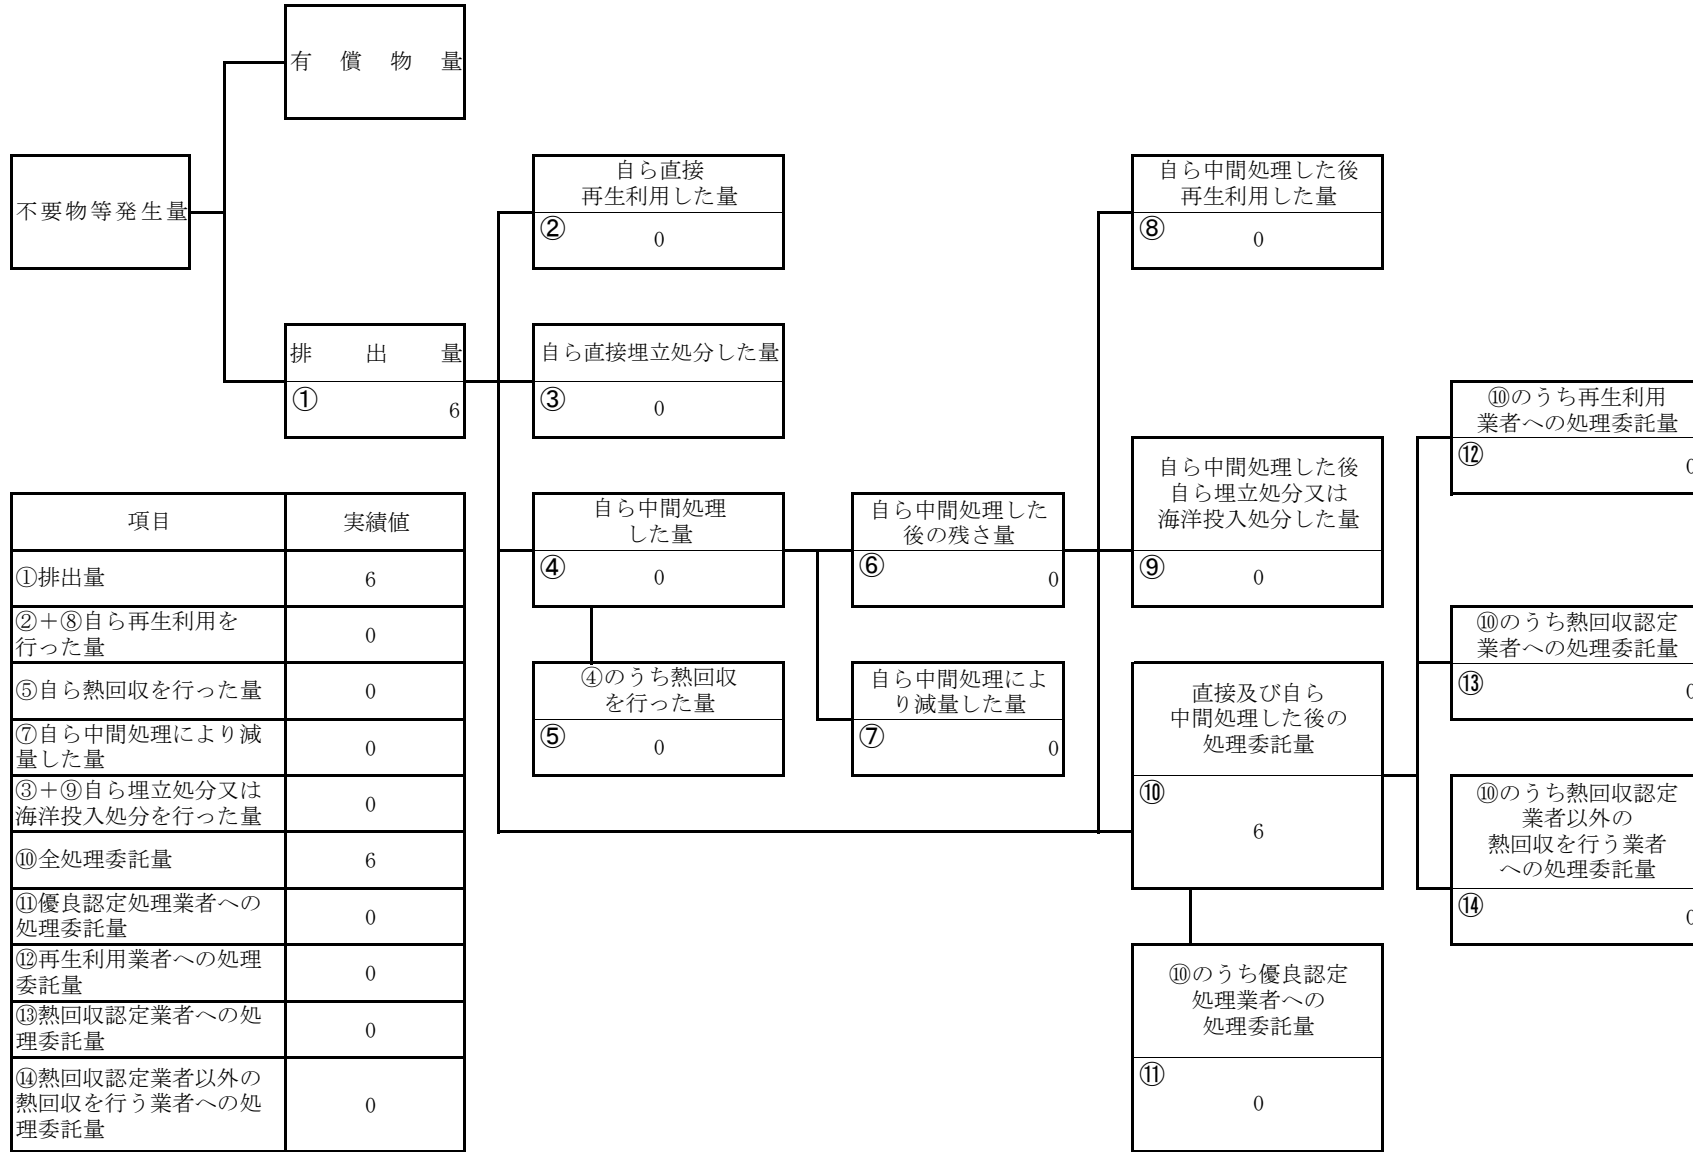 有償物量
不要物等発生量
排出量
①
6
自ら直接
再生利用した量
②
0
自ら直接埋立処分した量
③
0
自ら中間処理
した量
④
0
④のうち熱回収
を行った量
⑤
0
自ら中間処理した
後の残さ量
⑥
0
自ら中間処理によ
り減量した量
⑦
0
自ら中間処理した後
再生利用した量
⑧
0
自ら中間処理した後
自ら埋立処分又は
海洋投入処分した量
⑨
0
直接及び自ら
中間処理した後の
処理委託量
⑩
6
⑩のうち優良認定
処理業者への
処理委託量
⑪
0
⑩のうち再生利用
業者への処理委託量
⑫
0
⑩のうち熱回収認定
業者への処理委託量
⑬
0
⑩のうち熱回収認定
業者以外の
熱回収を行う業者
への処理委託量
⑭
0
項目 実績値
①排出量 6
②+⑧自ら再生利用を
行った量 0
⑤自ら熱回収を行った量 0
⑦自ら中間処理により減
量した量 0
③+⑨自ら埋立処分又は
海洋投入処分を行った量 0
⑩全処理委託量 6
⑪優良認定処理業者への
処理委託量 0
⑫再生利用業者への処理
委託量 0
⑬熱回収認定業者への処
理委託量 0
⑭熱回収認定業者以外の
熱回収を行う業者への処 0
理委託量